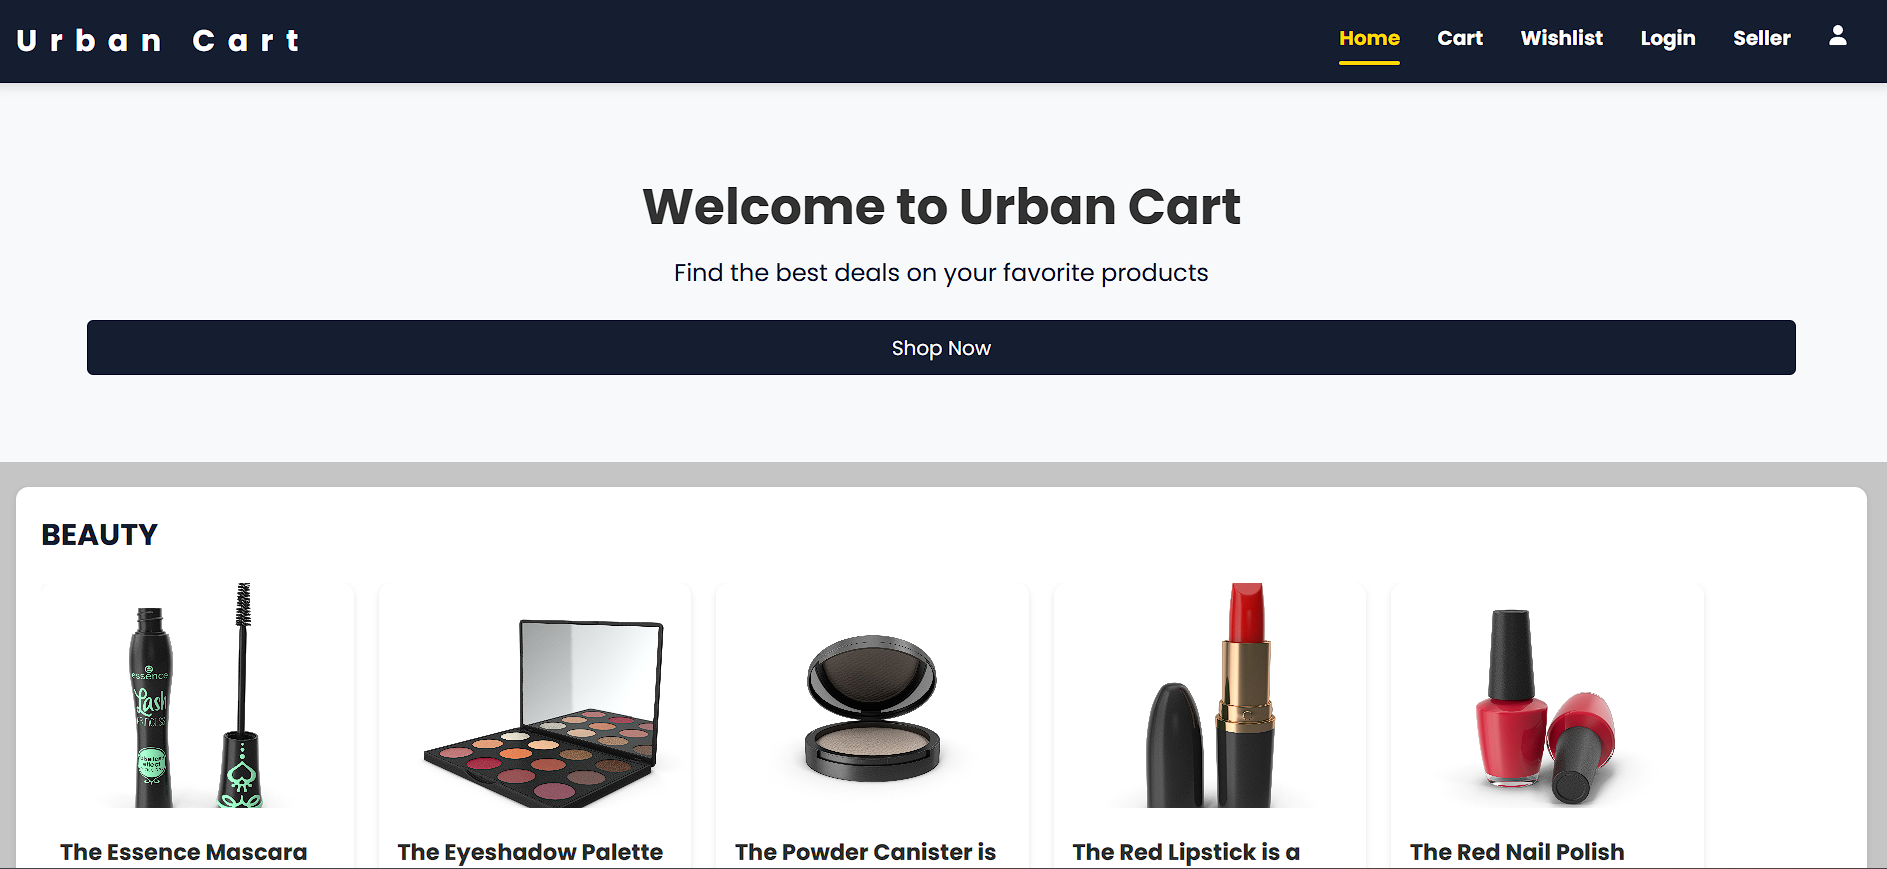 Urban Cart
Home Cart Wishlist Login Seller
Welcome to Urban Cart
Find the best deals on your favorite products
Shop Now
BEAUTY
essence
Lash
The Essence Mascara
The Eyeshadow Palette
The Powder Canister is
The Red Lipstick is a
The Red Nail Polish